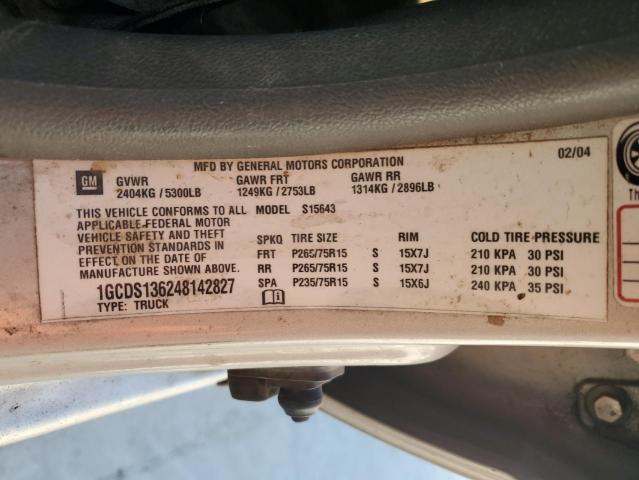 MFD BY GENERAL MOTORS CORPORATION 02/04
GM GVWR GAWR FRT GAWR RR
2404KG / 5300LB 1249KG / 2753LB 1314KG / 2896LB
THIS VEHICLE CONFORMS TO ALL MODEL S15643
APPLICABLE FEDERAL MOTOR
VEHICLE SAFETY AND THEFT SPKQ TIRE SIZE RIM COLD TIRE PRESSURE
PREVENTION STANDARDS IN FRT P265/75R15 S 15X7J 210 KPA 30 PSI
EFFECT ON THE DATE OF RR P265/75R15 S 15X7J 210 KPA 30 PSI
MANUFACTURE SHOWN ABOVE SPA P235/75R15 S 15X6J 240 KPA 35 PSI
1GCDS136248142827
TYPE: TRUCK